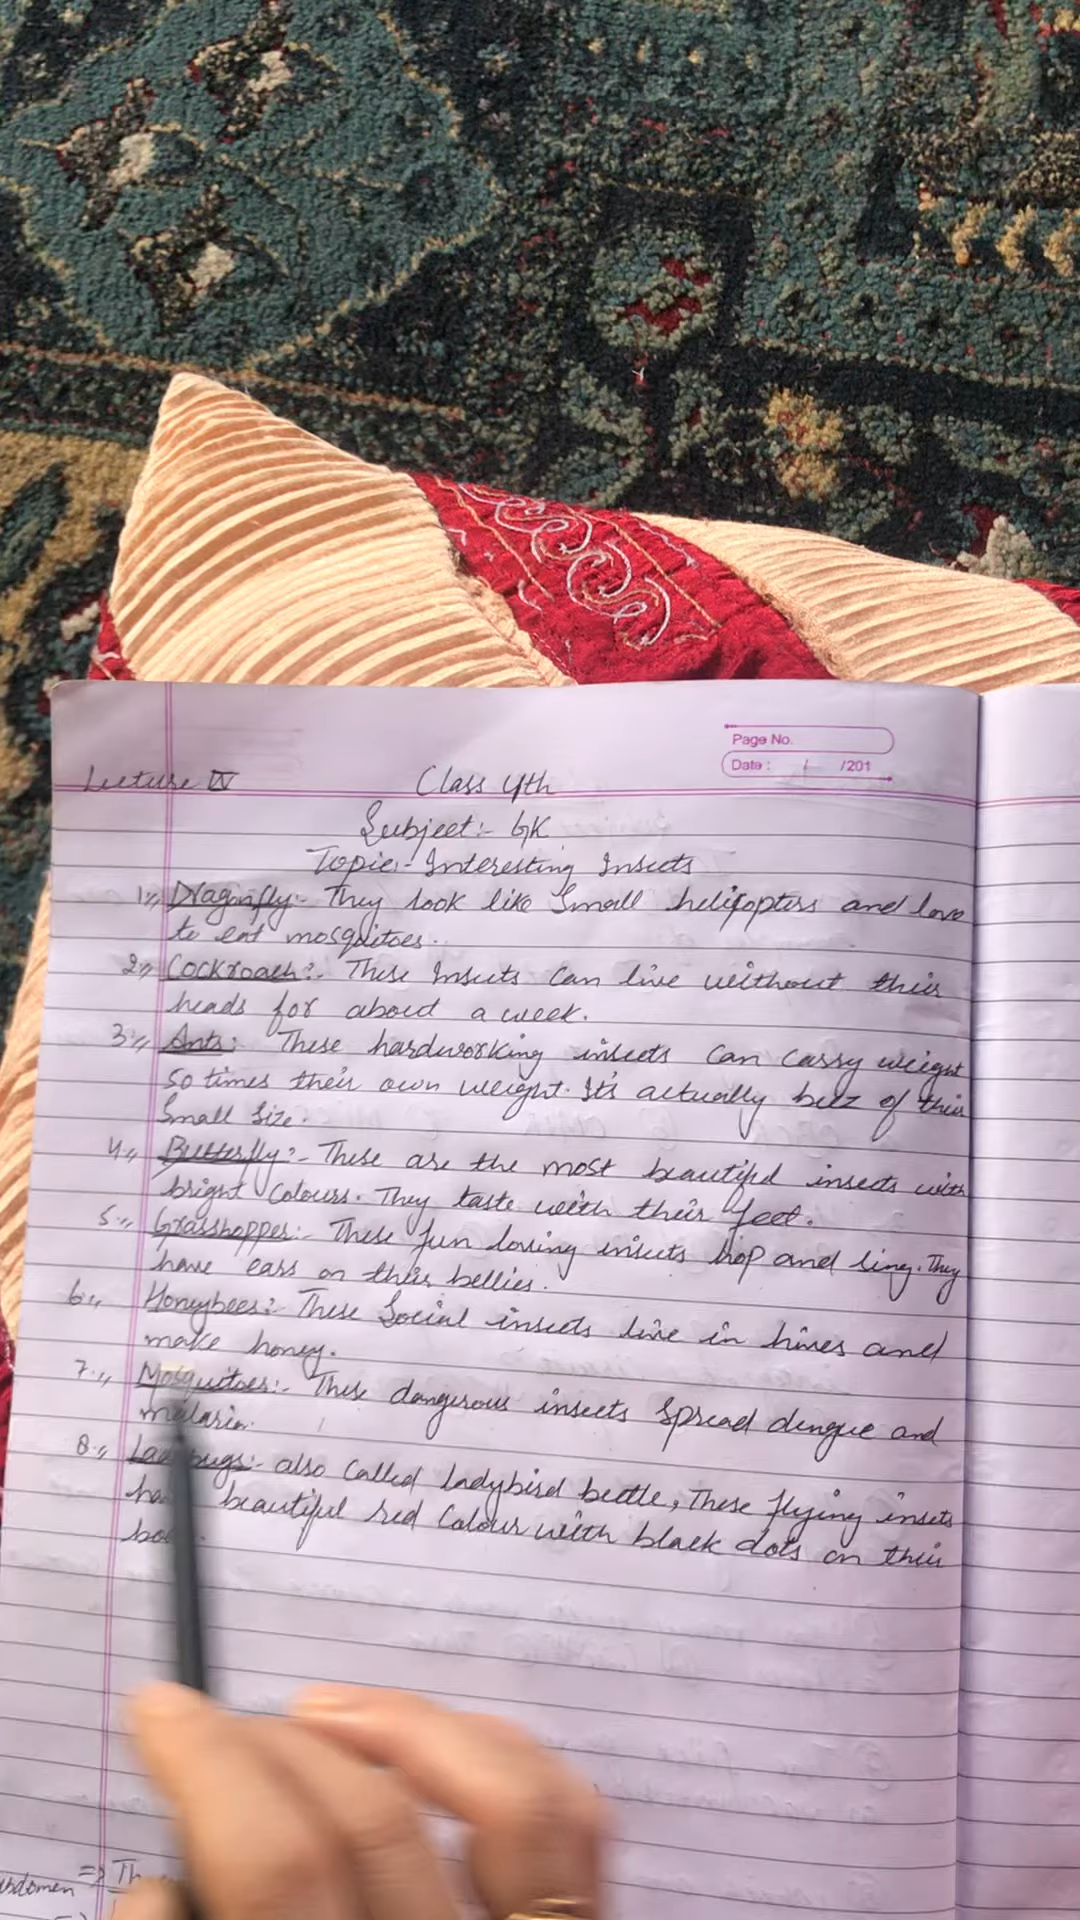 Page No.
Date : / /201
Lecture IV Class 4th
Subject:- GK
Topic:- Interesting Insects
1., Dragonfly:- They look like Small helicopters and love
to eat mosquitoes.
2., Cockroach:- These Insects can live without their
heads for about a week.
3., Ants: These hardworking insects can carry weight
50 times their own weight. It's actually bcz of their
Small Size.
4., Butterfly:- These are the most beautiful insects with
bright Colours. They taste with their feet.
5., Grasshopper:- These fun loving insects hop and sing. They
have ears on their bellies.
6., Honeybees:- These Social insects live in hives and
make honey.
7., Mosquitoes:- These dangerous insects Spread dengue and
malaria.
8., Ladybugs:- also Called Ladybird beetle, These flying insets
beautiful red Colour with black dots on their
=> Th